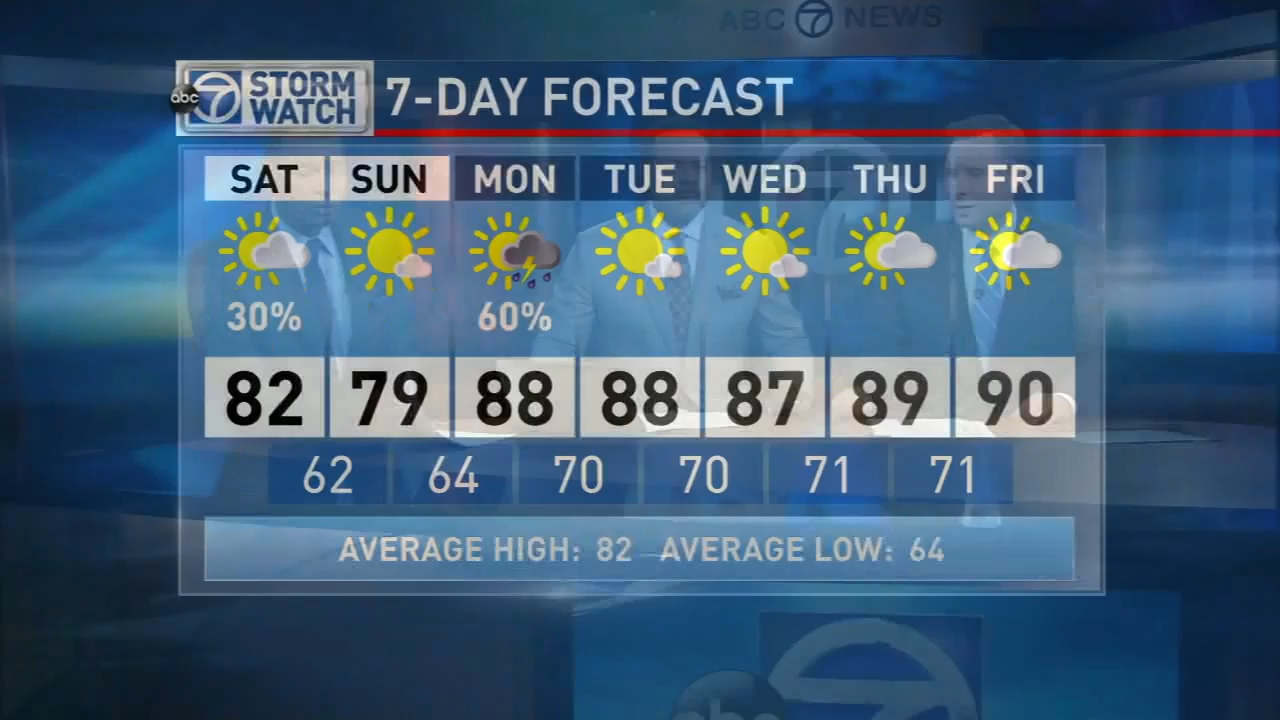 ABC 7 NEWS
abc 7 STORM WATCH
7-DAY FORECAST
SAT SUN MON TUE WED THU FRI
30% 60%
82 79 88 88 87 89 90
62 64 70 70 71 71
AVERAGE HIGH: 82 AVERAGE LOW: 64
abc 7